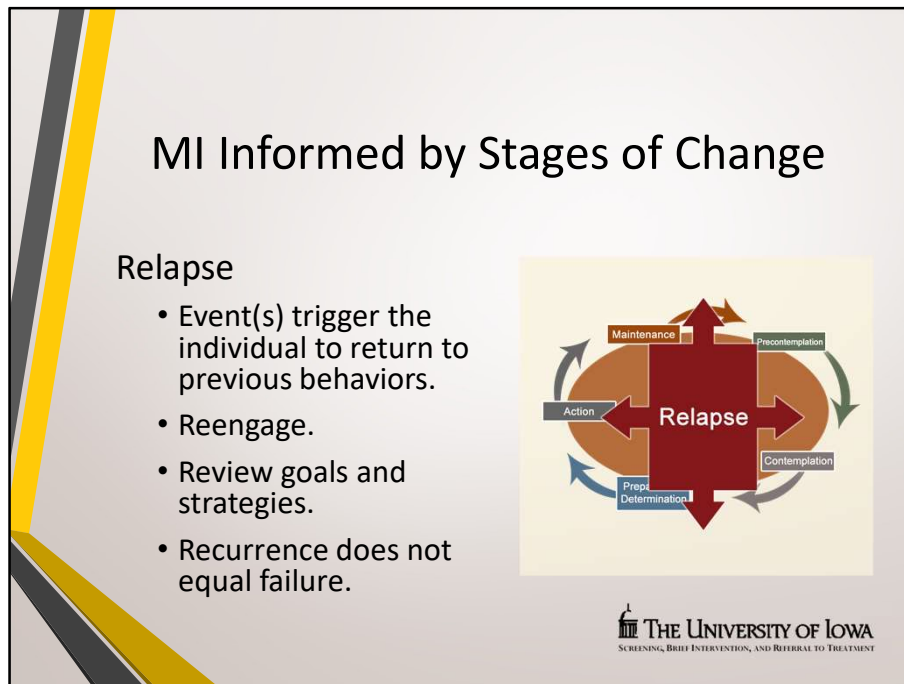 MI Informed by Stages of Change
Relapse
• Event(s) trigger the
individual to return to
previous behaviors.
• Reengage.
• Review goals and
strategies.
• Recurrence does not
equal failure.
Maintenance
Precontemplation
Action
Relapse
Contemplation
Determination
THE UNIVERSITY OF IOWA
SCREENING, BRIEF INTERVENTION, AND REFERRAL TO TREATMENT